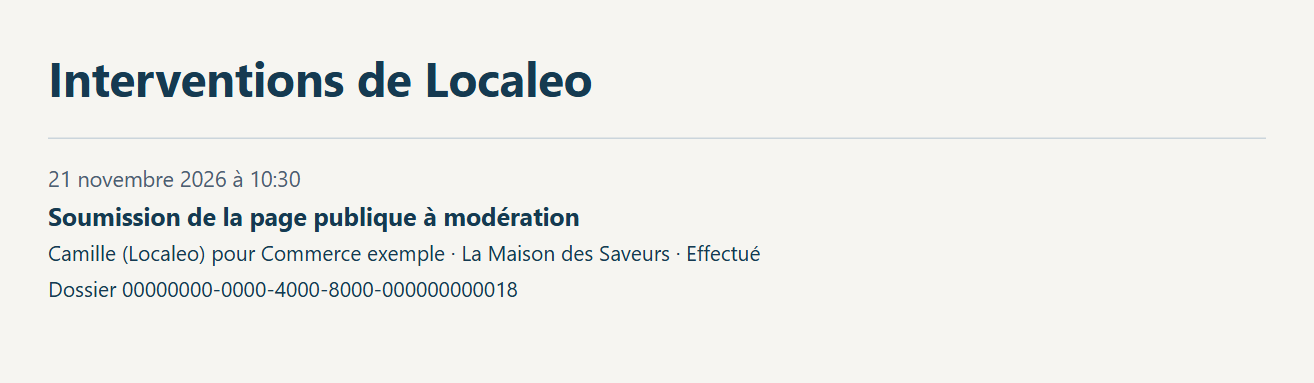 Interventions de Localeo
21 novembre 2026 à 10:30
Soumission de la page publique à modération
Camille (Localeo) pour Commerce exemple · La Maison des Saveurs · Effectué
Dossier 00000000-0000-4000-8000-000000000018